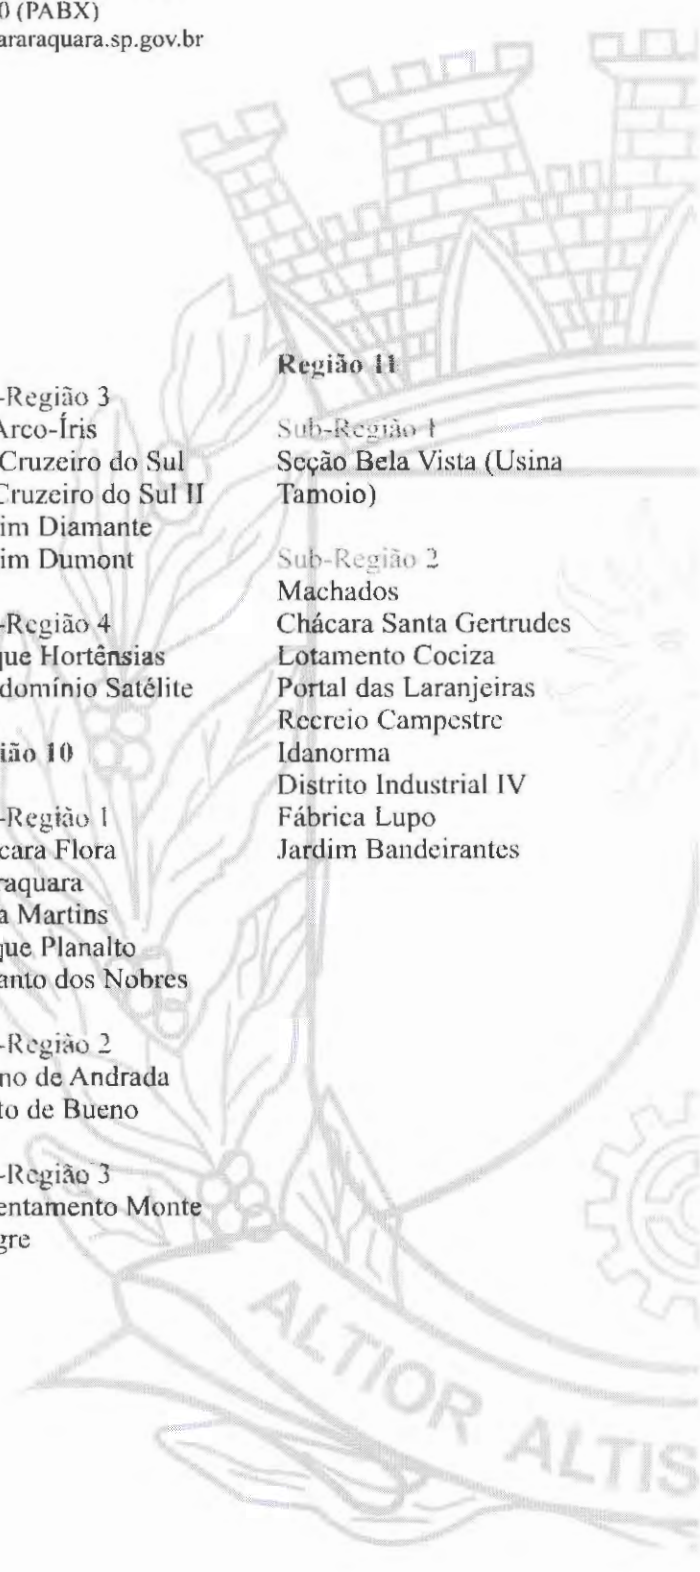 0 (PABX)
araraquara.sp.gov.br
-Região 3
Arco-Íris
Cruzeiro do Sul
Cruzeiro do Sul II
im Diamante
im Dumont
-Região 4
que Hortênsias
domínio Satélite
ião 10
-Região 1
cara Flora
raquara
a Martins
que Planalto
anto dos Nobres
-Região 2
no de Andrada
to de Bueno
-Região 3
entamento Monte
gre
Região 11
Sub-Região 1
Seção Bela Vista (Usina
Tamoio)
Sub-Região 2
Machados
Chácara Santa Gertrudes
Lotamento Cociza
Portal das Laranjeiras
Recreio Campestre
Idanorma
Distrito Industrial IV
Fábrica Lupo
Jardim Bandeirantes
ALTIOR ALTIS